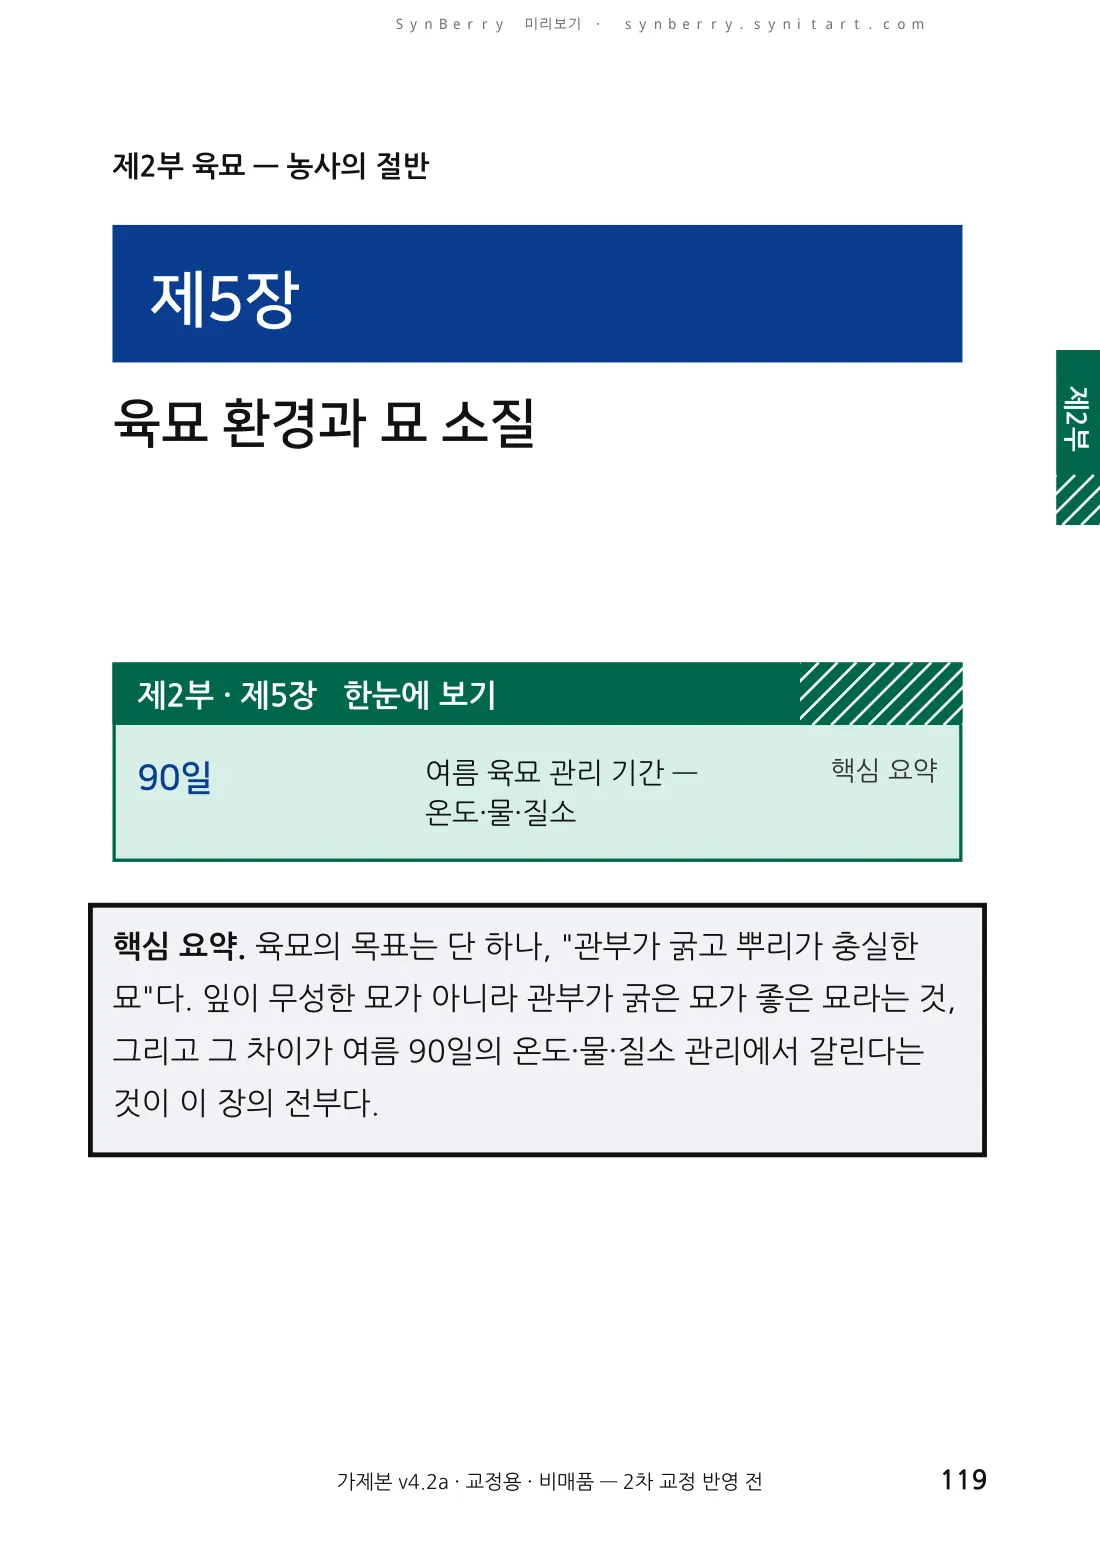 SynBerry 미리보기 · synberry.synitart.com
제2부 육묘 — 농사의 절반
제5장
육묘 환경과 묘 소질
제2부
제2부 · 제5장 한눈에 보기
90일
여름 육묘 관리 기간 —
온도·물·질소
핵심 요약
핵심 요약. 육묘의 목표는 단 하나, "관부가 굵고 뿌리가 충실한
묘"다. 잎이 무성한 묘가 아니라 관부가 굵은 묘가 좋은 묘라는 것,
그리고 그 차이가 여름 90일의 온도·물·질소 관리에서 갈린다는
것이 이 장의 전부다.
가제본 v4.2a · 교정용 · 비매품 — 2차 교정 반영 전
119